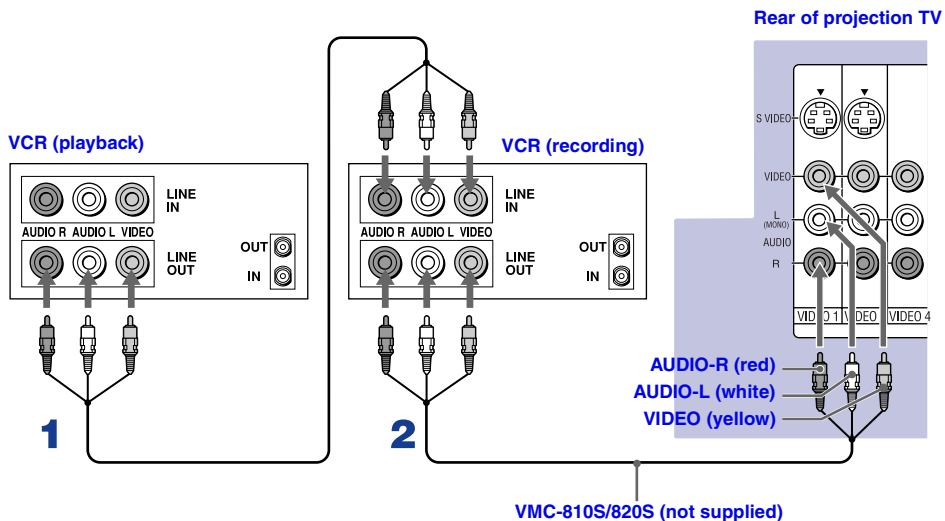 Rear of projection TV
VCR (playback)
VCR (recording)
LINE IN
AUDIO R AUDIO L VIDEO
LINE OUT
OUT
IN
LINE IN
AUDIO R AUDIO L VIDEO
LINE OUT
OUT
IN
S VIDEO
VIDEO
L
(MONO)
AUDIO
R
VIDEO 1
VIDEO
VIDEO 4
AUDIO-R (red)
AUDIO-L (white)
VIDEO (yellow)
1
2
VMC-810S/820S (not supplied)